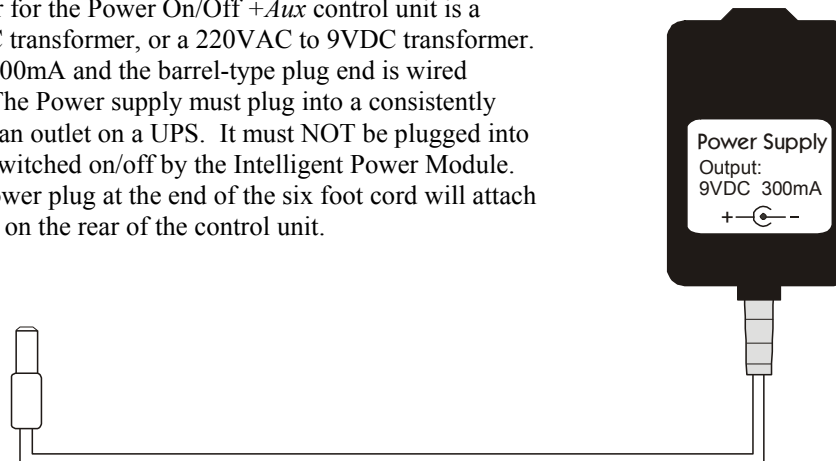 for the Power On/Off +Aux control unit is a
transformer, or a 220VAC to 9VDC transformer.
00mA and the barrel-type plug end is wired
The Power supply must plug into a consistently
an outlet on a UPS. It must NOT be plugged into
witched on/off by the Intelligent Power Module.
ower plug at the end of the six foot cord will attach
on the rear of the control unit.
Power Supply
Output:
9VDC 300mA
+ -